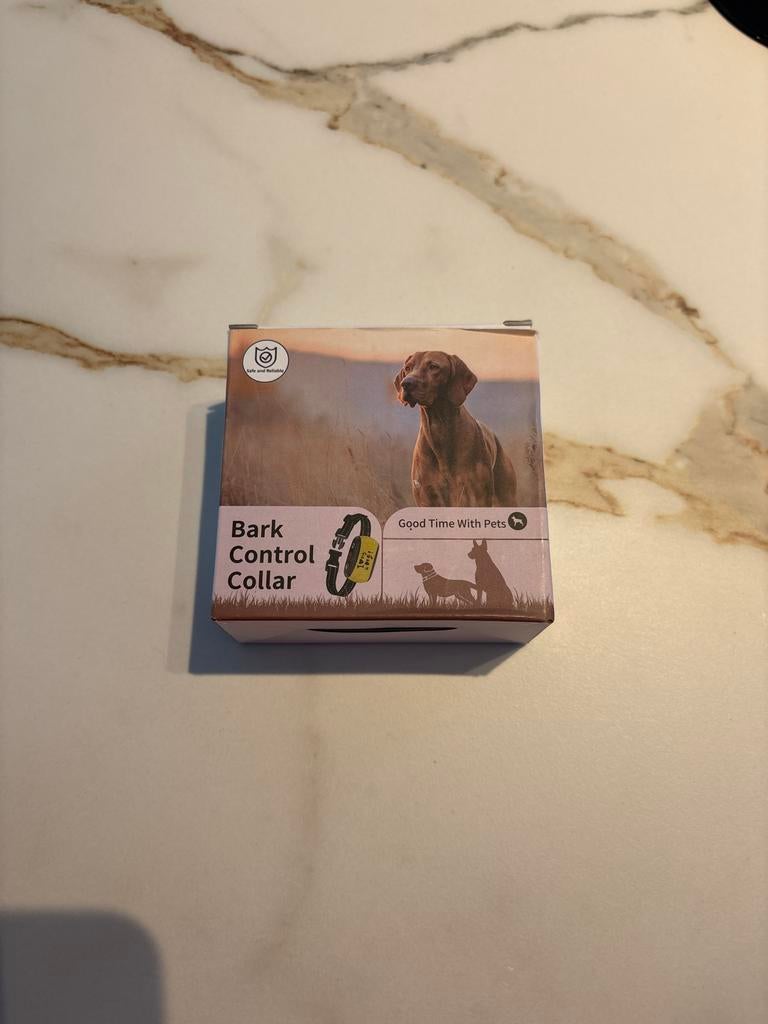 Safe and Reliable
Bark
Control
Collar
Good Time With Pets